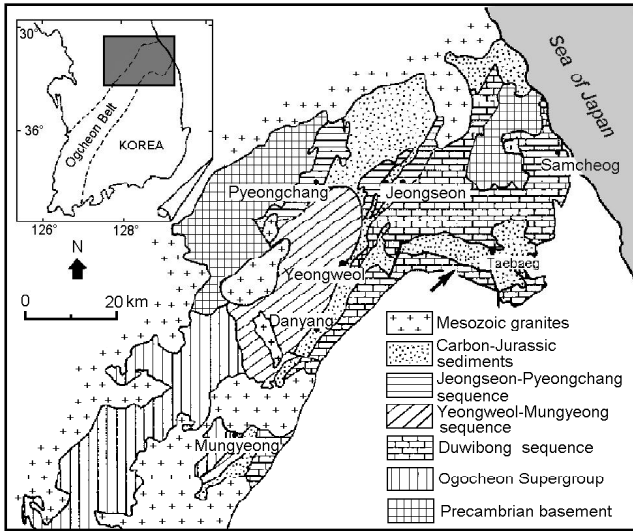 30°
36°
Ogcheon Belt
KOREA
126
128
N
0 20 km
Sea of Japan
Samcheog
Pyeongchang
Jeongseon
Yeongweol
Taebaeg
Danyang
Mungyeong
Mesozoic granites
Carbon-Jurassic
sediments
Jeongseon-Pyeongchang
sequence
Yeongweol-Mungyeong
sequence
Duwibong sequence
Ogocheon Supergroup
Precambrian basement